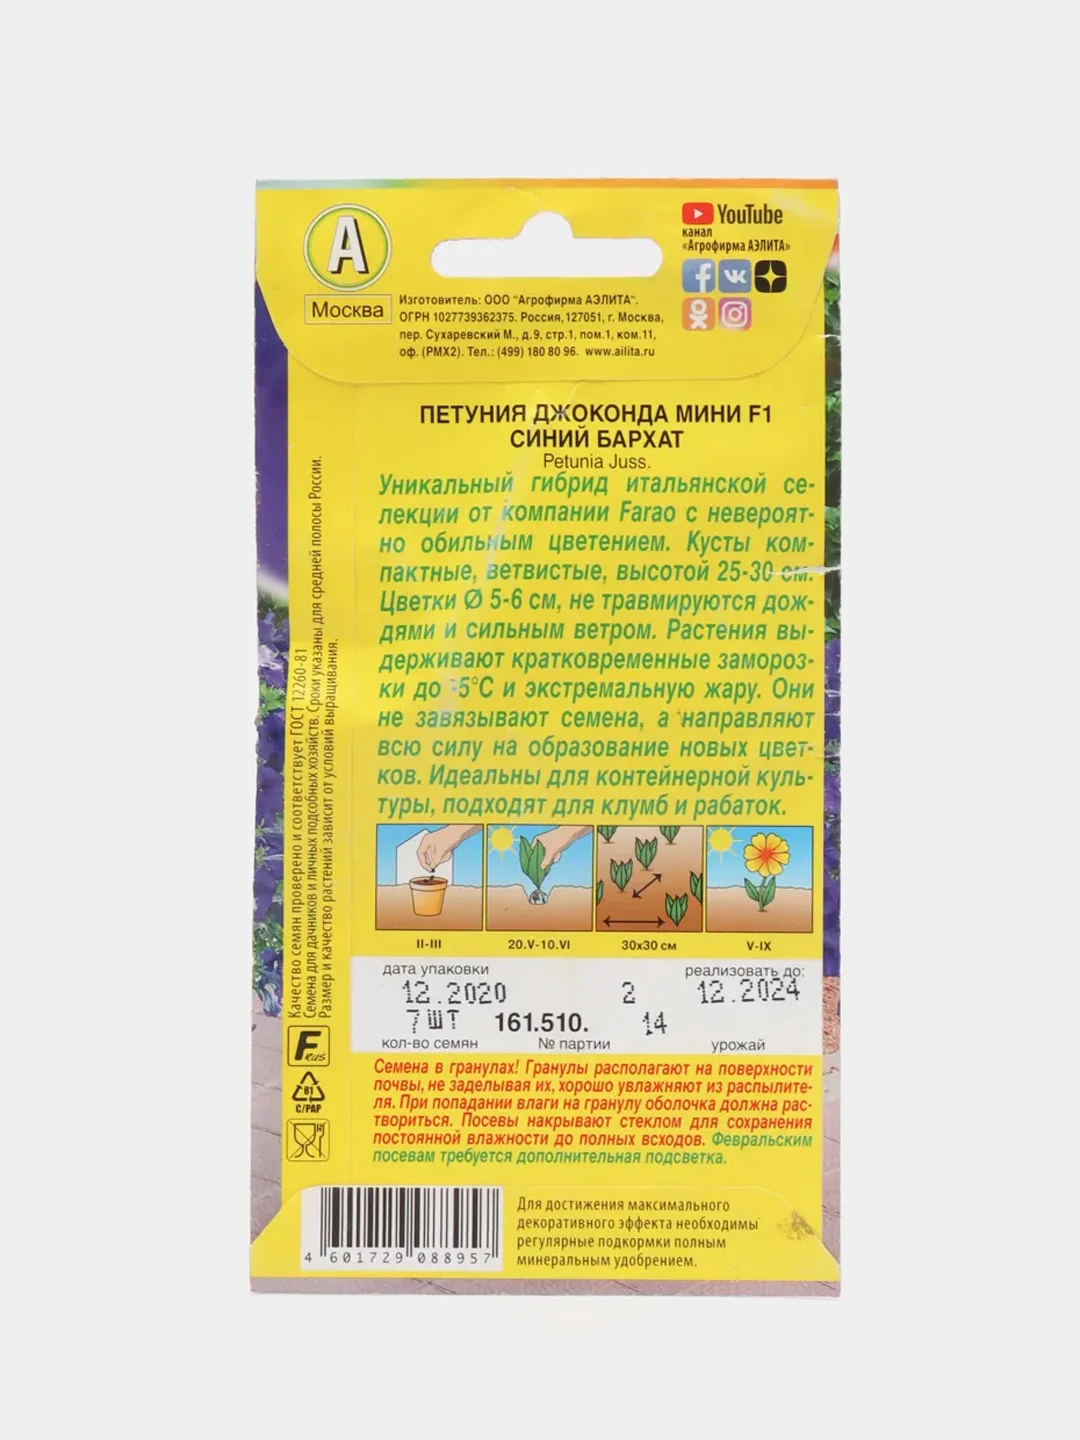 А
Москва
Изготовитель: ООО "Агрофирма АЭЛИТА".
ОГРН 1027739362375. Россия,127051, г. Москва,
пер. Сухаревский М., д.9, стр.1, пом.1, ком.11,
оф. (РМХ2). Тел.: (499) 180 80 96. www.ailita.ru
YouTube
канал
«Агрофирма АЭЛИТА»
ПЕТУНИЯ ДЖОКОНДА МИНИ F1
СИНИЙ БАРХАТ
Petunia Juss.
Уникальный гибрид итальянской се-
лекции от компании Farao с невероят-
но обильным цветением. Кусты ком-
пактные, ветвистые, высотой 25-30 см.
Цветки Ø 5-6 см, не травмируются дож-
дями и сильным ветром. Растения вы-
держивают кратковременные замороз-
ки до -5°С и экстремальную жару. Они
не завязывают семена, а направляют
всю силу на образование новых цвет-
ков. Идеальны для контейнерной куль-
туры, подходят для клумб и рабаток.
II-III
20.V-10.VI
30х30 см
V-IX
дата упаковки
реализовать до:
12.2020
2
12.2024
7 ШТ
161.510.
14
кол-во семян
№ партии
урожай
Семена в гранулах! Гранулы располагают на поверхности
почвы, не заделывая их, хорошо увлажняют из распылите-
ля. При попадании влаги на гранулу оболочка должна рас-
твориться. Посевы накрывают стеклом для сохранения
постоянной влажности до полных всходов. Февральским
посевам требуется дополнительная подсветка.
Качество семян проверено и соответствует ГОСТ 12260-81
Семена для дачников и личных подсобных хозяйств. Сроки указаны для средней полосы России.
Размер и качество растений зависит от условий выращивания.
F RUS
81
C/PAP
4 601729 088957
Для достижения максимального
декоративного эффекта необходимы
регулярные подкормки полным
минеральным удобрением.